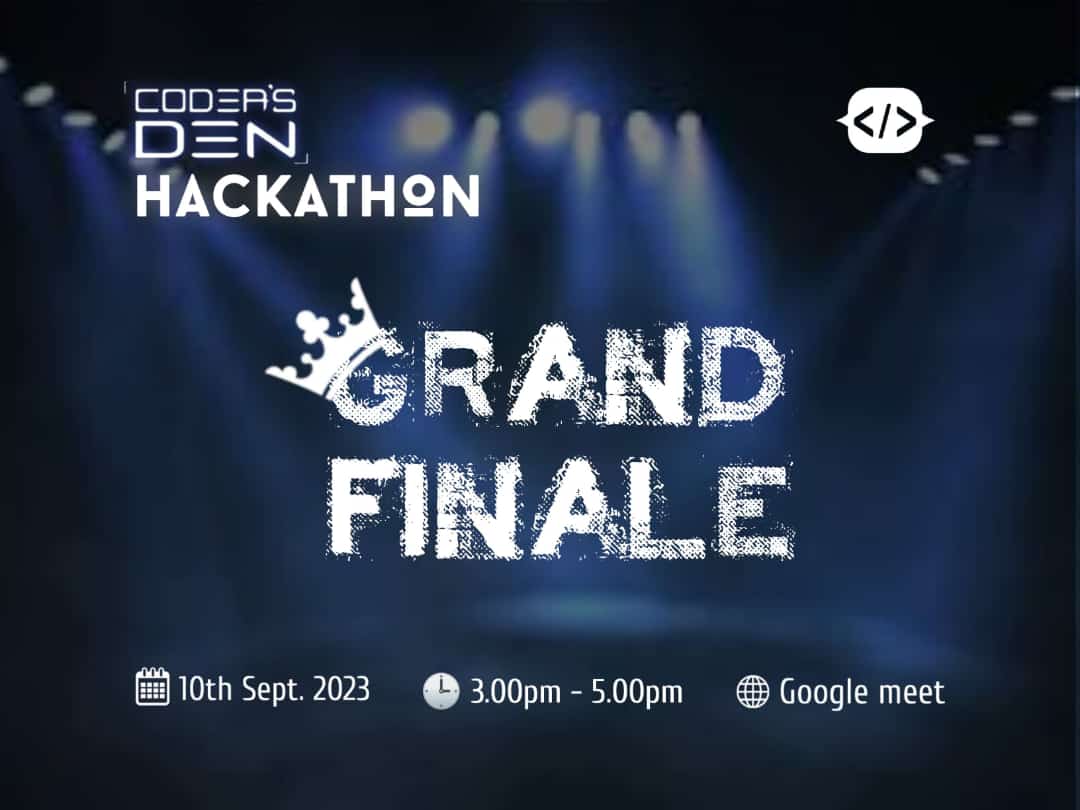 CODER'S
DEN
HACKATHON
</>
GRAND
FINALE
10th Sept. 2023
3.00pm - 5.00pm
Google meet